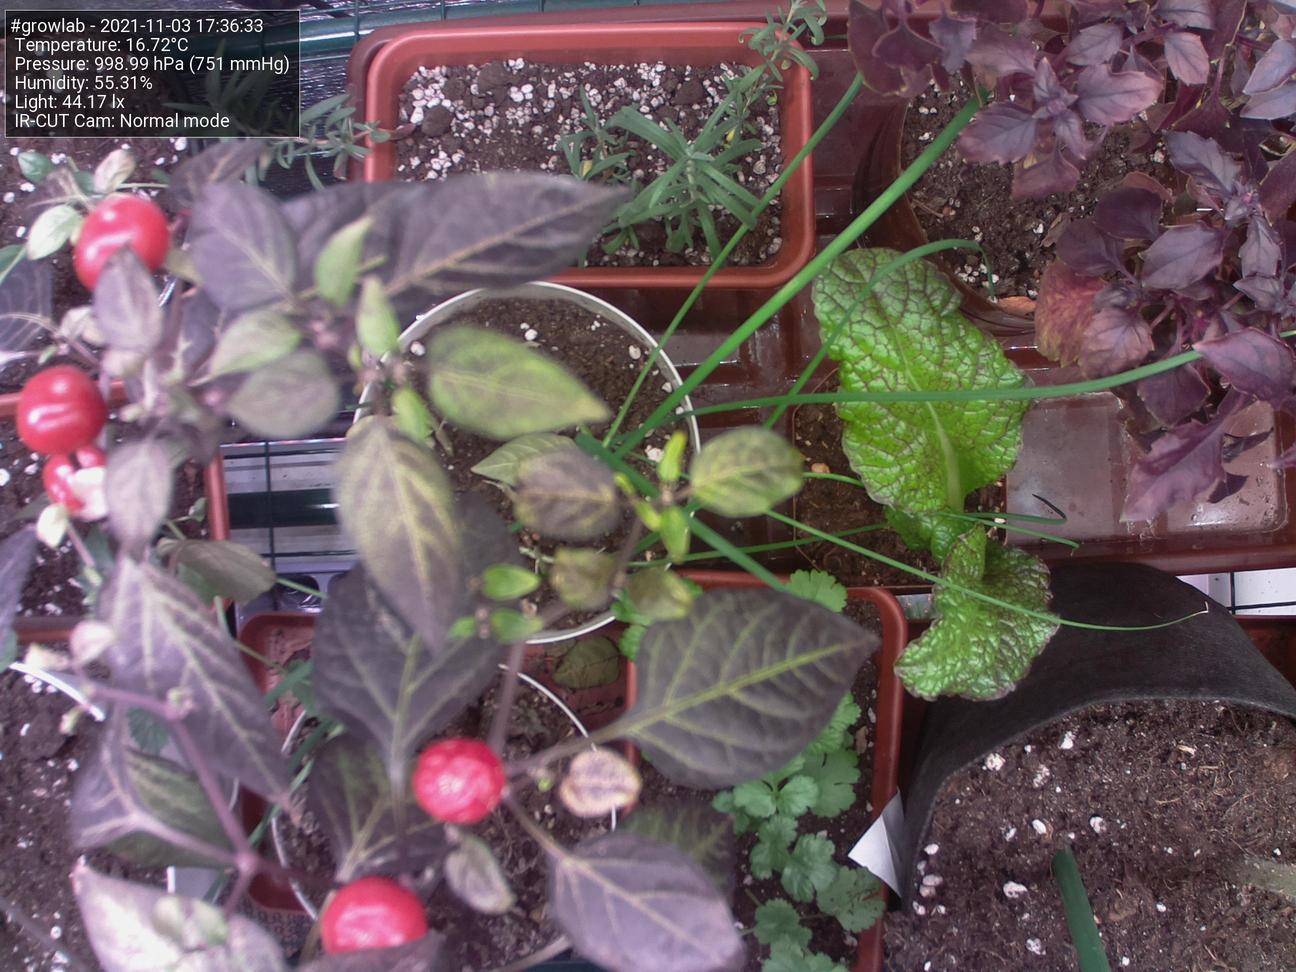 #growlab - 2021-11-03 17:36:33
Temperature: 16.72°C
Pressure: 998.99 hPa (751 mmHg)
Humidity: 55.31%
Light: 44.17 lx
IR-CUT Cam: Normal mode